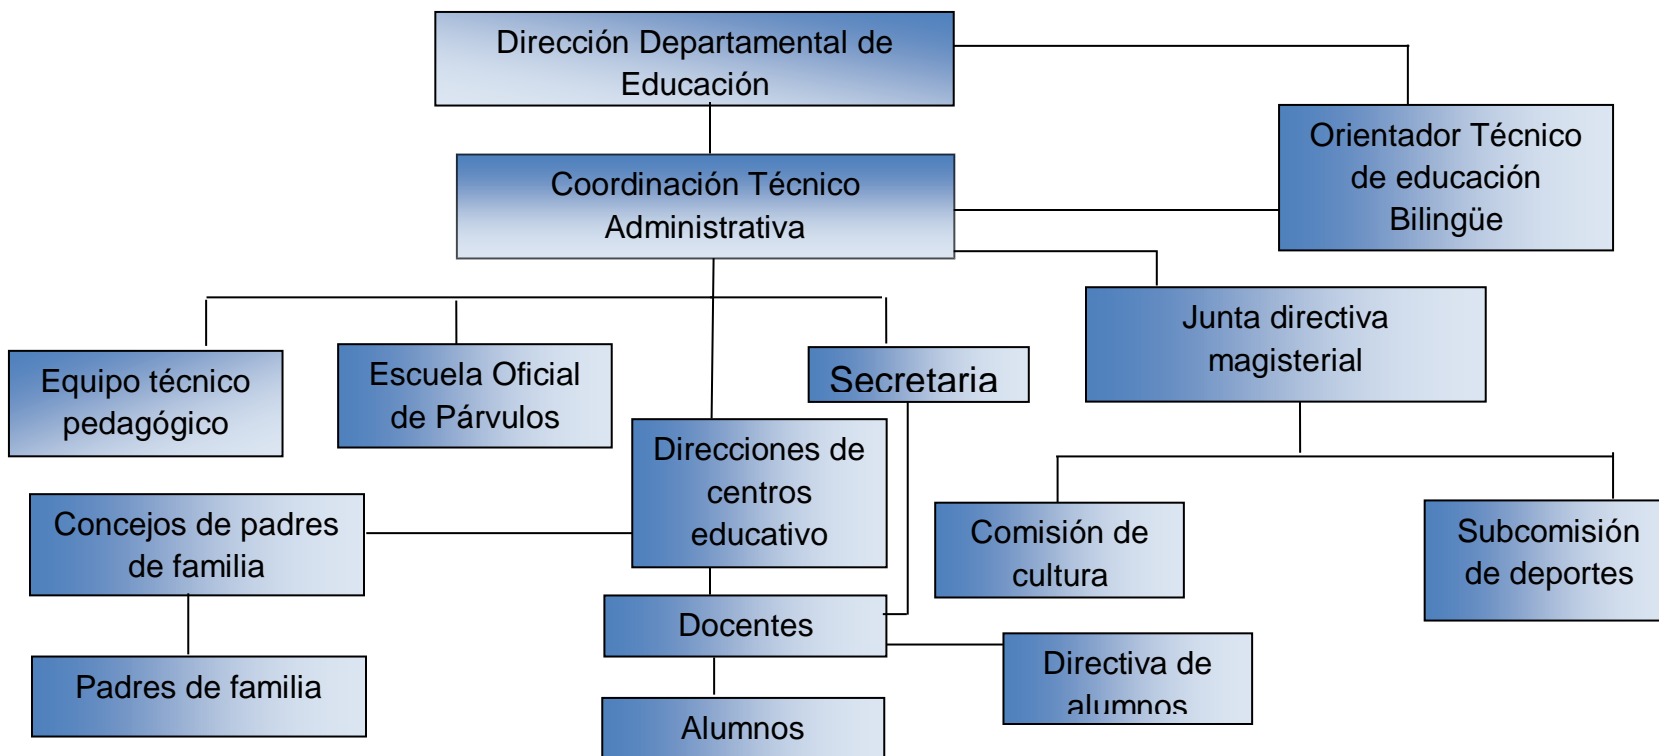 Dirección Departamental de
Educación
Orientador Técnico
de educación
Bilingüe
Coordinación Técnico
Administrativa
Junta directiva
magisterial
Equipo técnico
pedagógico
Escuela Oficial
de Párvulos
Secretaria
Direcciones de
centros
educativo
Concejos de padres
de familia
Comisión de
cultura
Subcomisión
de deportes
Docentes
Padres de familia
Directiva de
alumnos
Alumnos